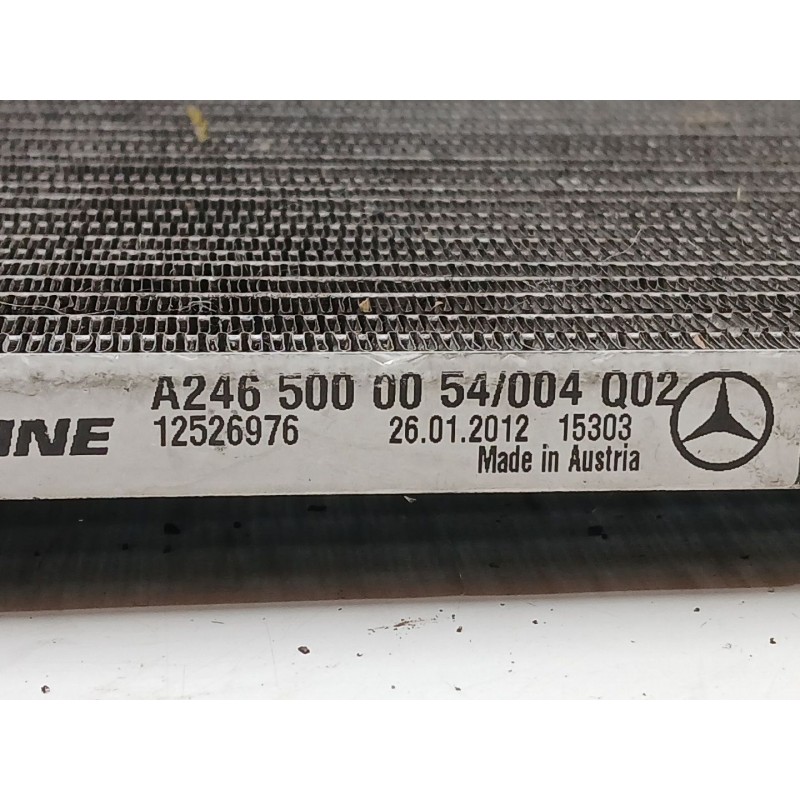 A246 500 00 54/004 Q02
INE 12526976 26.01.2012 15303
Made in Austria